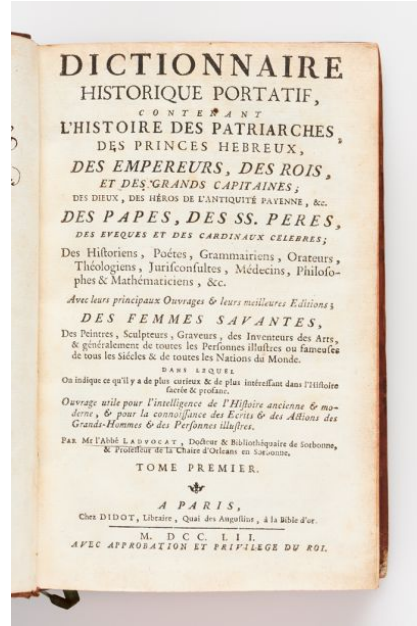 DICTIONNAIRE
HISTORIQUE PORTATIF,
CONTENANT
L'HISTOIRE DES PATRIARCHES,
DES PRINCES HEBREUX,
DES EMPEREURS, DES ROIS,
ET DES GRANDS CAPITAINES;
DES DIEUX, DES HÉROS DE L'ANTIQUITÉ PAYENNE, &c.
DES PAPES, DES SS. PERES,
DES EVEQUES ET DES CARDINAUX CELEBRES;
Des Historiens, Poétes, Grammairiens, Orateurs,
Théologiens, Jurisconsultes, Médecins, Philoso-
phes & Mathématiciens, &c.
Avec leurs principaux Ouvrages & leurs meilleures Editions;
DES FEMMES SAVANTES,
Des Peintres, Sculpteurs, Graveurs, des Inventeurs des Arts,
& généralement de toutes les Personnes illustres ou fameuses
de tous les Siécles & de toutes les Nations du Monde.
DANS LEQUEL
On indique ce qu'il y a de plus curieux & de plus intéressant dans l'Histoire
sacrée & profane.
Ouvrage utile pour l'intelligence de l'Histoire ancienne & mo-
derne, & pour la connoissance des Ecrits & des Actions des
Grands-Hommes & des Personnes illustres.
PAR Mr l'Abbé LADVOCAT, Docteur & Bibliothéquaire de Sorbonne,
& Professeur de la Chaire d'Orleans en Sorbonne.
TOME PREMIER.
A PARIS,
Chez DIDOT, Libraire, Quai des Augustins, à la Bible d'or.
M. DCC. LII.
AVEC APPROBATION ET PRIVILEGE DU ROI.